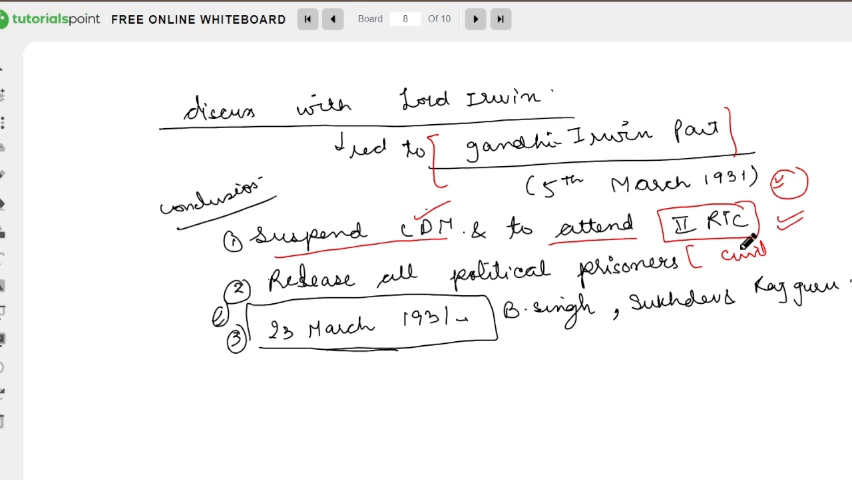 tutorialspoint FREE ONLINE WHITEBOARD Board 8 Of 10
discuss with Lord Irwin.
led to [ gandhi Irwin Pact ]
(5th March 1931)
conclusion-
① Suspend CDM. & to attend II RTC
② Release all political prisoners [ civil
③ 23 March 1931- B. singh, Sukhdev & Rajguru